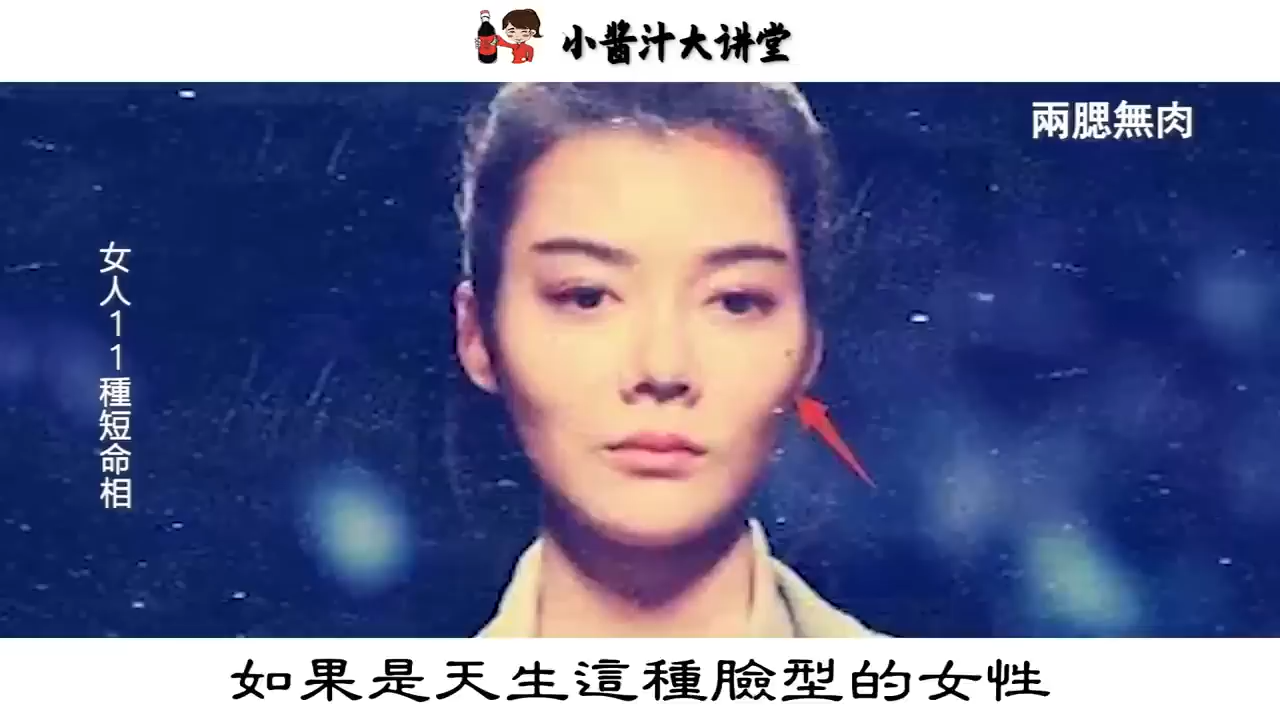 小酱汁大讲堂
兩腮無肉
女人11種短命相
如果是天生這種臉型的女性